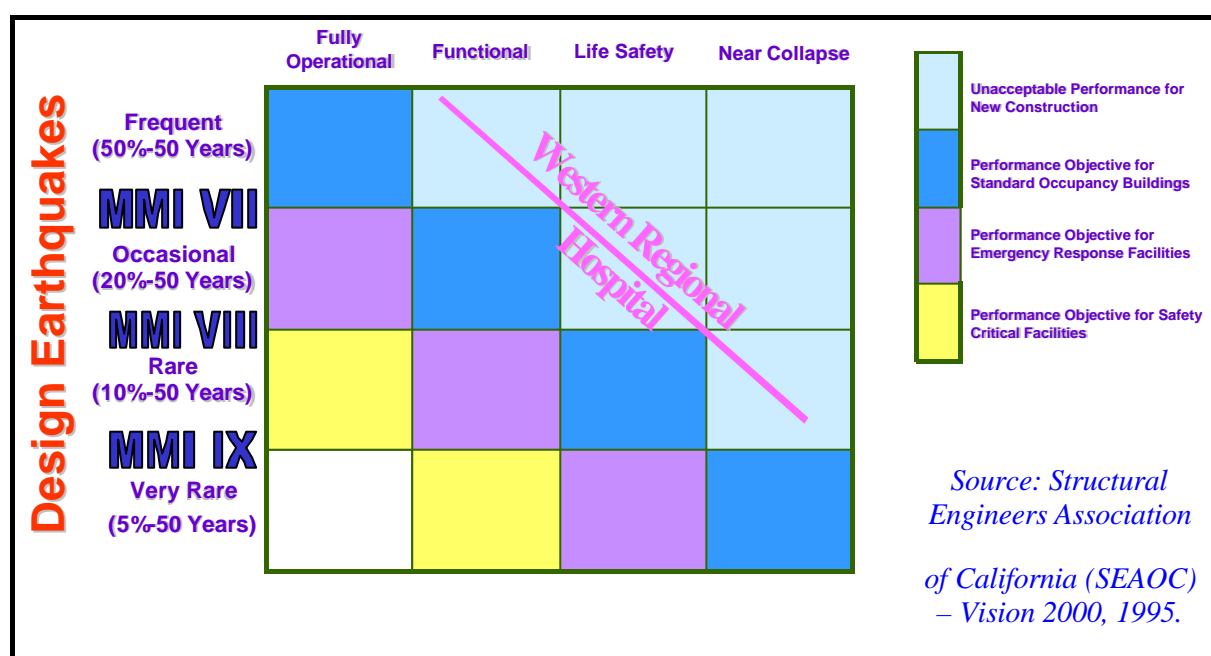 Design Earthquakes
Fully
Operational
Functional
Life Safety
Near Collapse
Frequent
(50%-50 Years)
MMI VII
Occasional
(20%-50 Years)
MMI VIII
Rare
(10%-50 Years)
MMI IX
Very Rare
(5%-50 Years)
Western Regional
Hospital
Unacceptable Performance for
New Construction
Performance Objective for
Standard Occupancy Buildings
Performance Objective for
Emergency Response Facilities
Performance Objective for Safety
Critical Facilities
Source: Structural
Engineers Association
of California (SEAOC)
– Vision 2000, 1995.